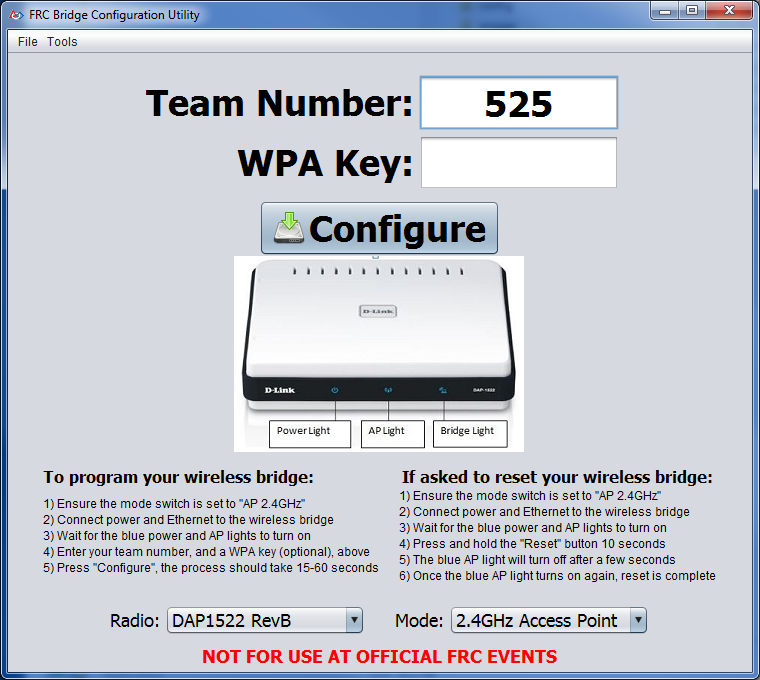 FRC Bridge Configuration Utility
File Tools
Team Number: 525
WPA Key:
Configure
D-Link
D-Link DAP-1522
Power Light AP Light Bridge Light
To program your wireless bridge:
1) Ensure the mode switch is set to "AP 2.4GHz"
2) Connect power and Ethernet to the wireless bridge
3) Wait for the blue power and AP lights to turn on
4) Enter your team number, and a WPA key (optional), above
5) Press "Configure", the process should take 15-60 seconds
If asked to reset your wireless bridge:
1) Ensure the mode switch is set to "AP 2.4GHz"
2) Connect power and Ethernet to the wireless bridge
3) Wait for the blue power and AP lights to turn on
4) Press and hold the "Reset" button 10 seconds
5) The blue AP light will turn off after a few seconds
6) Once the blue AP light turns on again, reset is complete
Radio: DAP1522 RevB Mode: 2.4GHz Access Point
NOT FOR USE AT OFFICIAL FRC EVENTS